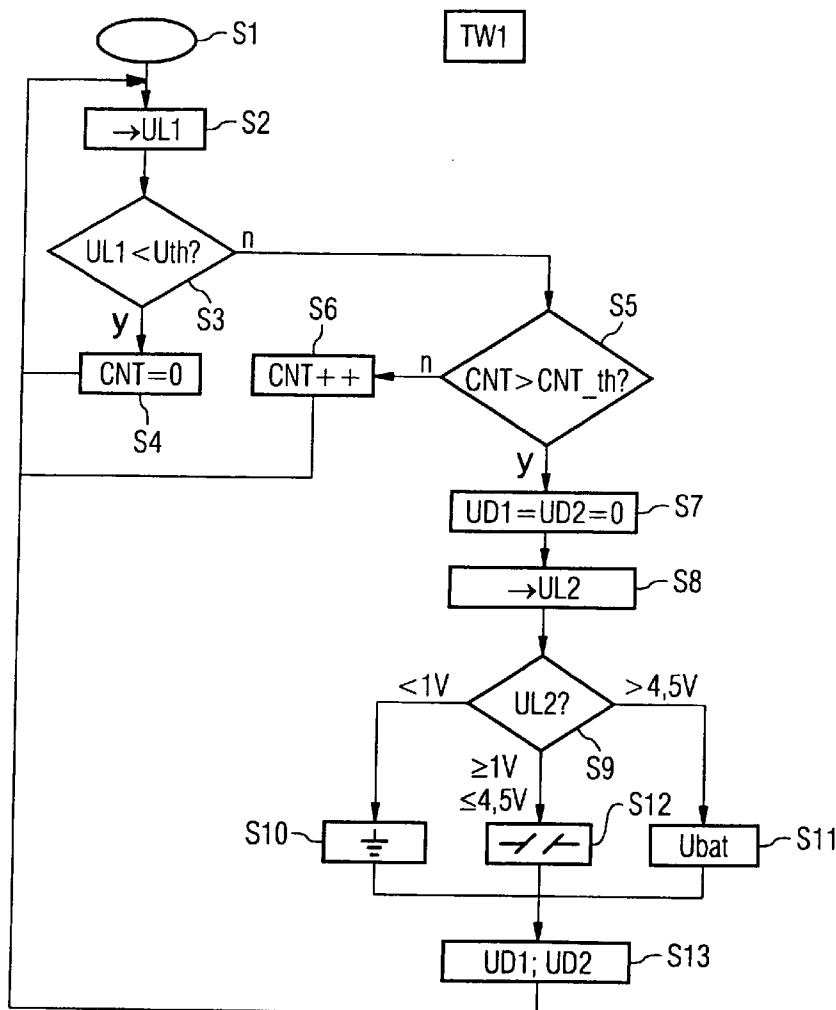 S1
TW1
→UL1
S2
UL1<Uth?
n
S3
y
S6
S5
CNT=0
S4
CNT++
n
CNT>CNT_th?
y
UD1=UD2=0
S7
→UL2
S8
<1V
UL2?
>4,5V
S9
≥1V
≤4,5V
S12
S10
Ubat
S11
UD1; UD2
S13